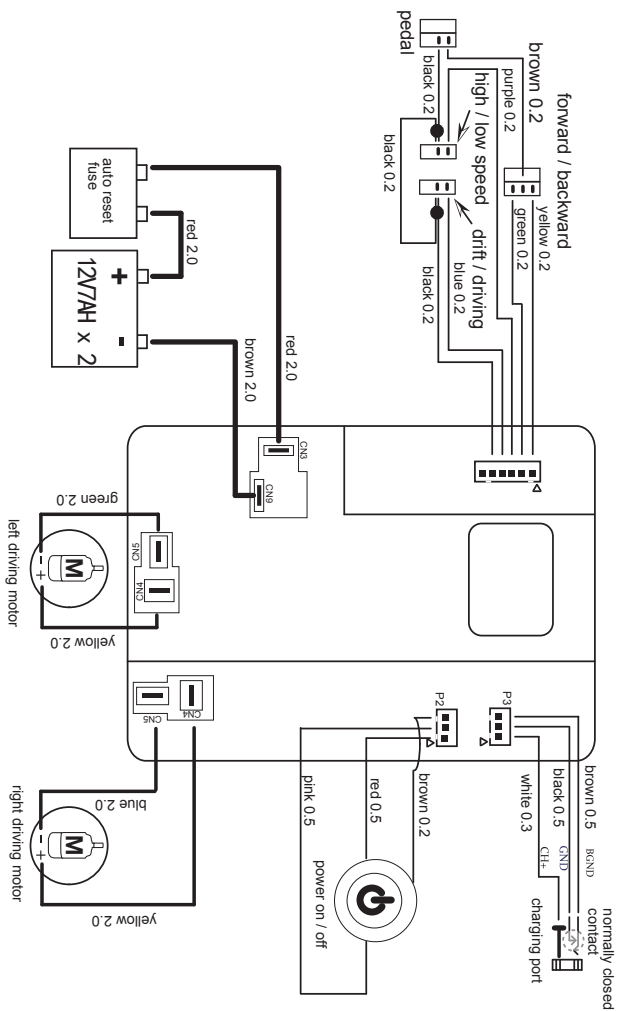 pedal
brown 0.2
forward / backward
black 0.2
high / low speed
purple 0.2
black 0.2
drift / driving
yellow 0.2
green 0.2
black 0.2
blue 0.2
auto reset
fuse
red 2.0
+ -
12V7AH x 2
red 2.0
brown 2.0
CN3
CN9
green 2.0
CN5
CN4
- M +
left driving motor
yellow 2.0
CN4
CN5
P2
P3
blue 2.0
- M +
right driving motor
yellow 2.0
pink 0.5
red 0.5
brown 0.2
power on / off
white 0.3
black 0.5
brown 0.5
CH+
GND
BGND
normally closed
contact
charging port